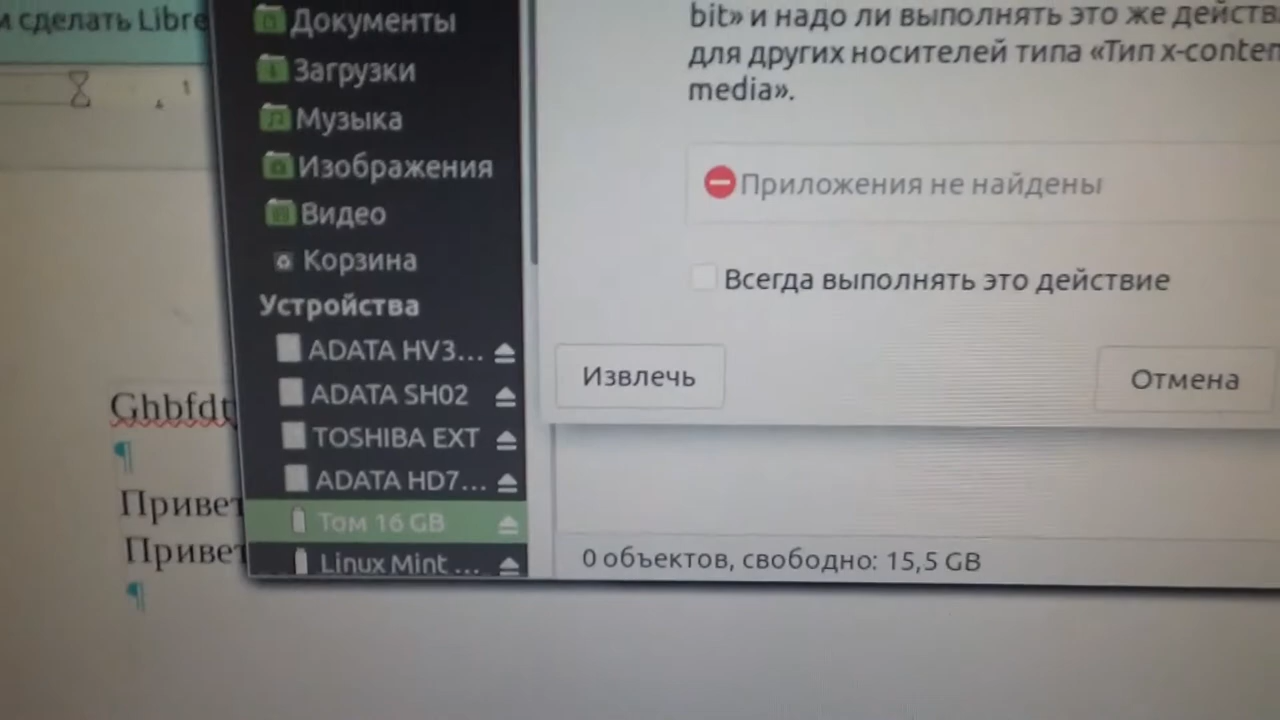 сделать Libre
Документы
Загрузки
Музыка
Изображения
Видео
Корзина
Устройства
ADATA HV3...
ADATA SH02
TOSHIBA EXT
ADATA HD7...
Том 16 GB
Linux Mint ...
bit» и надо ли выполнять это же действ
для других носителей типа «Тип x-conten
media».
Приложения не найдены
Всегда выполнять это действие
Извлечь
Отмена
0 объектов, свободно: 15,5 GB
Ghbfdt
¶
Привет
Привет
¶